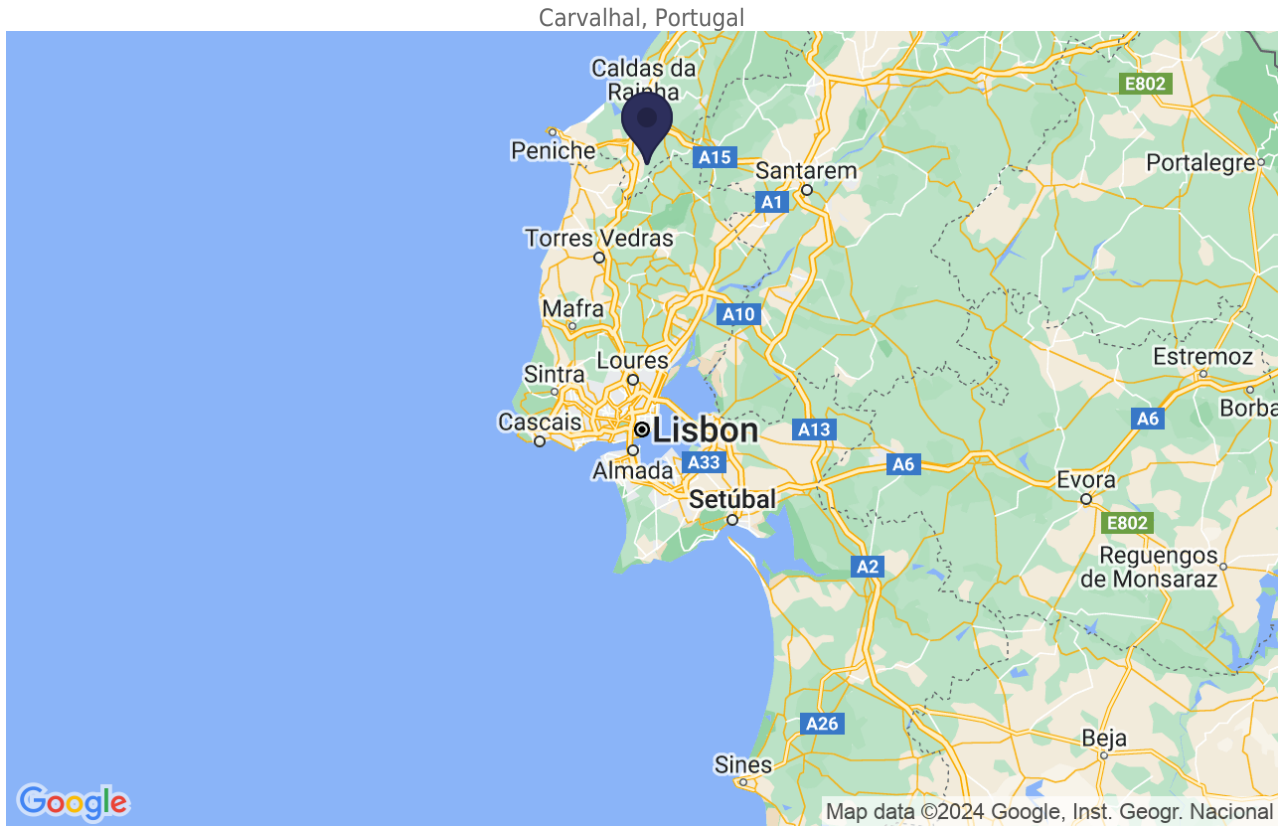 Carvalhal, Portugal
Caldas da
Rainha
E802
Peniche
A15
Portalegre
Santarem
A1
Torres Vedras
Mafra
A10
Loures
Estremoz
Sintra
Borba
Cascais
A6
Lisbon
A13
Almada
A33
A6
Evora
Setúbal
E802
Reguengos
de Monsaraz
A2
A26
Beja
Sines
Google
Map data ©2024 Google, Inst. Geogr. Nacional